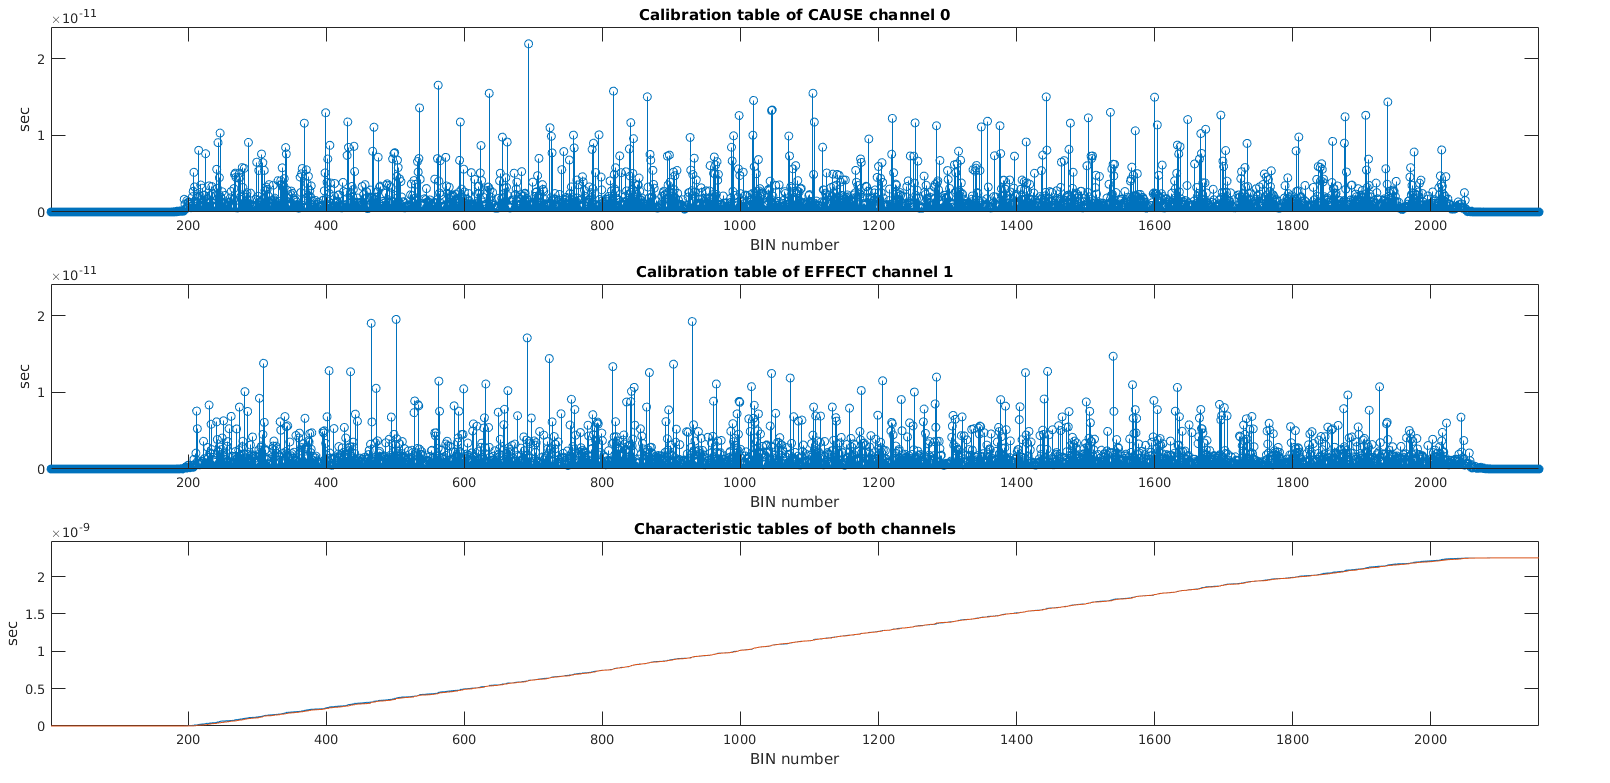 ×10-11
Calibration table of CAUSE channel 0
2
1
0
sec
200 400 600 800 1000 1200 1400 1600 1800 2000
BIN number
×10-11
Calibration table of EFFECT channel 1
2
1
0
sec
200 400 600 800 1000 1200 1400 1600 1800 2000
BIN number
×10-9
Characteristic tables of both channels
2
1.5
1
0.5
0
sec
200 400 600 800 1000 1200 1400 1600 1800 2000
BIN number